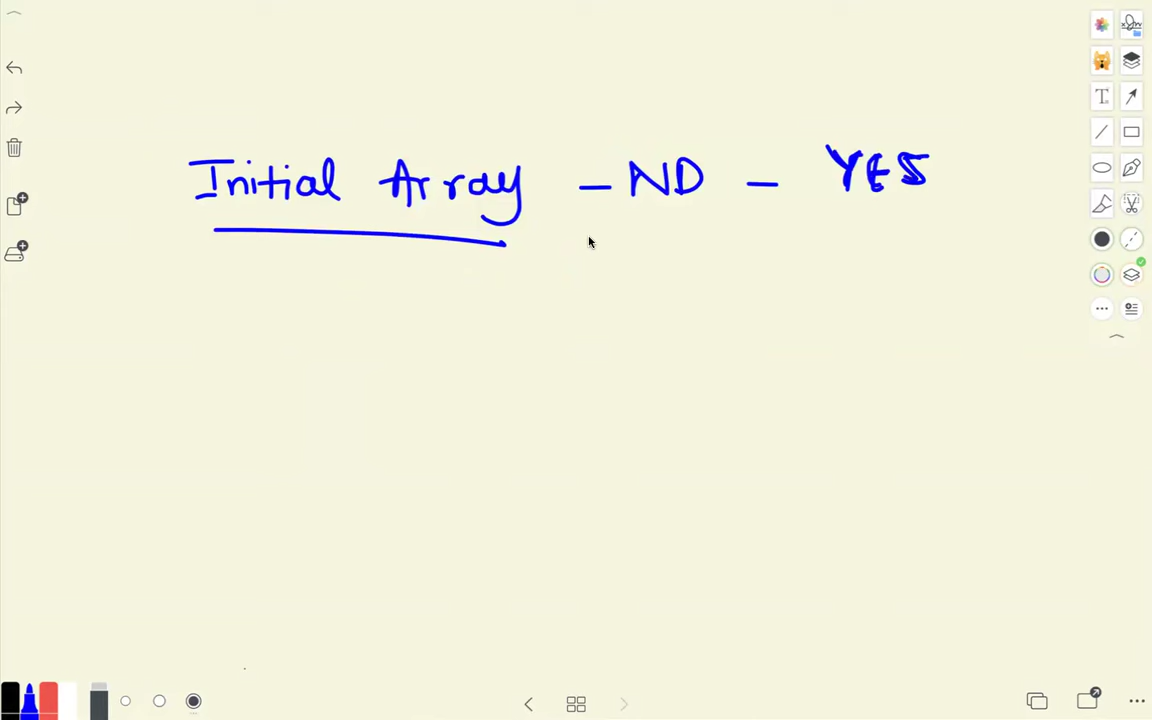 Initial Array - ND - YES